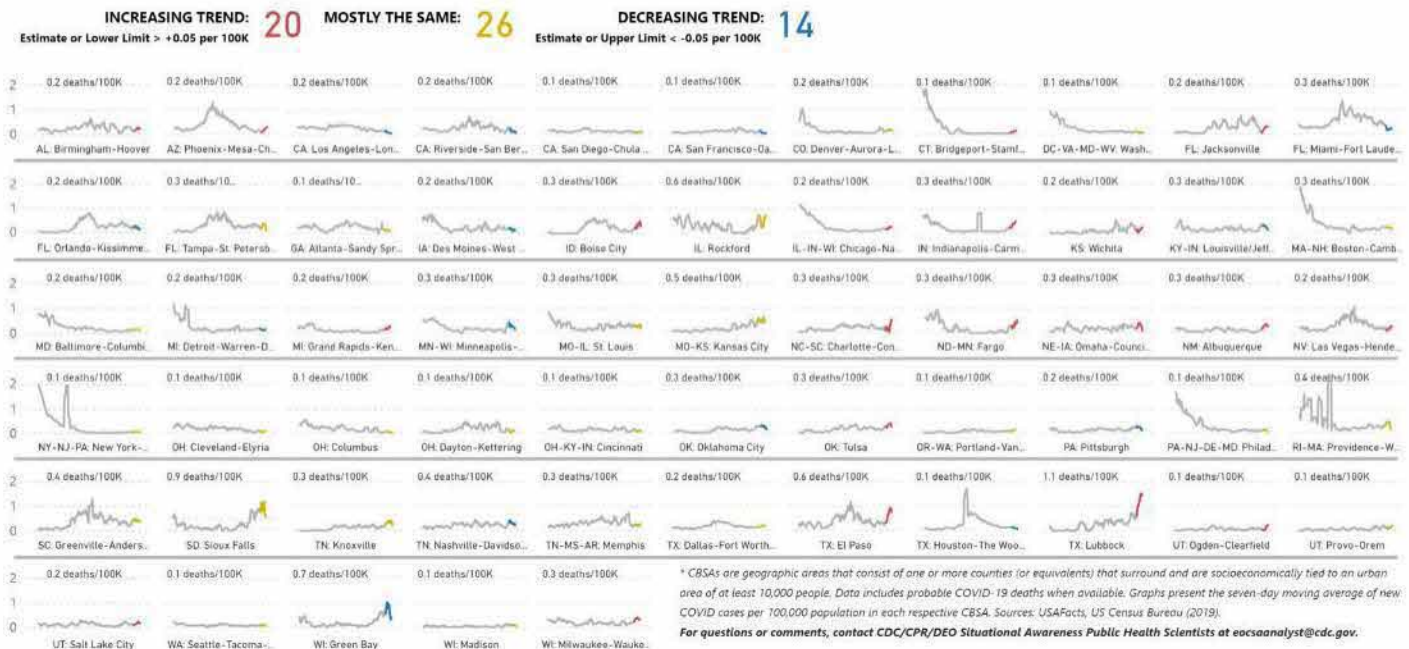 INCREASING TREND: 20 MOSTLY THE SAME: 26 DECREASING TREND: 14
Estimate or Lower Limit > +0.05 per 100K Estimate or Upper Limit < -0.05 per 100K
2 0.2 deaths/100K 0.2 deaths/100K 0.2 deaths/100K 0.2 deaths/100K 0.1 deaths/100K 0.1 deaths/100K 0.2 deaths/100K 0.1 deaths/100K 0.1 deaths/100K 0.2 deaths/100K 0.3 deaths/100K
1
0
AL: Birmingham-Hoover AZ: Phoenix-Mesa-Ch... CA: Los Angeles-Lon... CA: Riverside-San Ber... CA: San Diego-Chula ... CA: San Francisco-Oa... CO: Denver-Aurora-L... CT: Bridgeport-Stamf... DC-VA-MD-WV: Wash... FL: Jacksonville FL: Miami-Fort Laude...
2 0.2 deaths/100K 0.3 deaths/10... 0.1 deaths/10... 0.2 deaths/100K 0.3 deaths/100K 0.6 deaths/100K 0.2 deaths/100K 0.3 deaths/100K 0.2 deaths/100K 0.3 deaths/100K 0.3 deaths/100K
1
0
FL: Orlando-Kissimme... FL: Tampa-St. Petersb... GA: Atlanta-Sandy Spr... IA: Des Moines-West ... ID: Boise City IL: Rockford IL-IN-WI: Chicago-Na... IN: Indianapolis-Carm... KS: Wichita KY-IN: Louisville/Jeff... MA-NH: Boston-Camb...
2 0.2 deaths/100K 0.2 deaths/100K 0.2 deaths/100K 0.3 deaths/100K 0.3 deaths/100K 0.5 deaths/100K 0.3 deaths/100K 0.3 deaths/100K 0.3 deaths/100K 0.3 deaths/100K 0.2 deaths/100K
1
0
MD: Baltimore-Columbi... MI: Detroit-Warren-D... MI: Grand Rapids-Ken... MN-WI: Minneapolis-... MO-IL: St. Louis MO-KS: Kansas City NC-SC: Charlotte-Con... ND-MN: Fargo NE-IA: Omaha-Counci... NM: Albuquerque NV: Las Vegas-Hende...
2 0.1 deaths/100K 0.1 deaths/100K 0.1 deaths/100K 0.1 deaths/100K 0.1 deaths/100K 0.3 deaths/100K 0.3 deaths/100K 0.1 deaths/100K 0.2 deaths/100K 0.1 deaths/100K 0.4 deaths/100K
1
0
NY-NJ-PA: New York-... OH: Cleveland-Elyria OH: Columbus OH: Dayton-Kettering OH-KY-IN: Cincinnati OK: Oklahoma City OK: Tulsa OR-WA: Portland-Van... PA: Pittsburgh PA-NJ-DE-MD: Philad... RI-MA: Providence-W...
2 0.4 deaths/100K 0.9 deaths/100K 0.3 deaths/100K 0.4 deaths/100K 0.3 deaths/100K 0.2 deaths/100K 0.6 deaths/100K 0.1 deaths/100K 1.1 deaths/100K 0.1 deaths/100K 0.1 deaths/100K
1
0
SC: Greenville-Anders... SD: Sioux Falls TN: Knoxville TN: Nashville-Davidso... TN-MS-AR: Memphis TX: Dallas-Fort Worth... TX: El Paso TX: Houston-The Woo... TX: Lubbock UT: Ogden-Clearfield UT: Provo-Orem
2 0.2 deaths/100K 0.1 deaths/100K 0.7 deaths/100K 0.1 deaths/100K 0.3 deaths/100K
1
0
UT: Salt Lake City WA: Seattle-Tacoma-... WI: Green Bay WI: Madison WI: Milwaukee-Wauke...
* CBSAs are geographic areas that consist of one or more counties (or equivalents) that surround and are socioeconomically tied to an urban
area of at least 10,000 people. Data includes probable COVID-19 deaths when available. Graphs present the seven-day moving average of new
COVID cases per 100,000 population in each respective CBSA. Sources: USAFacts, US Census Bureau (2019).
For questions or comments, contact CDC/CPR/DEO Situational Awareness Public Health Scientists at eocsaanalyst@cdc.gov.